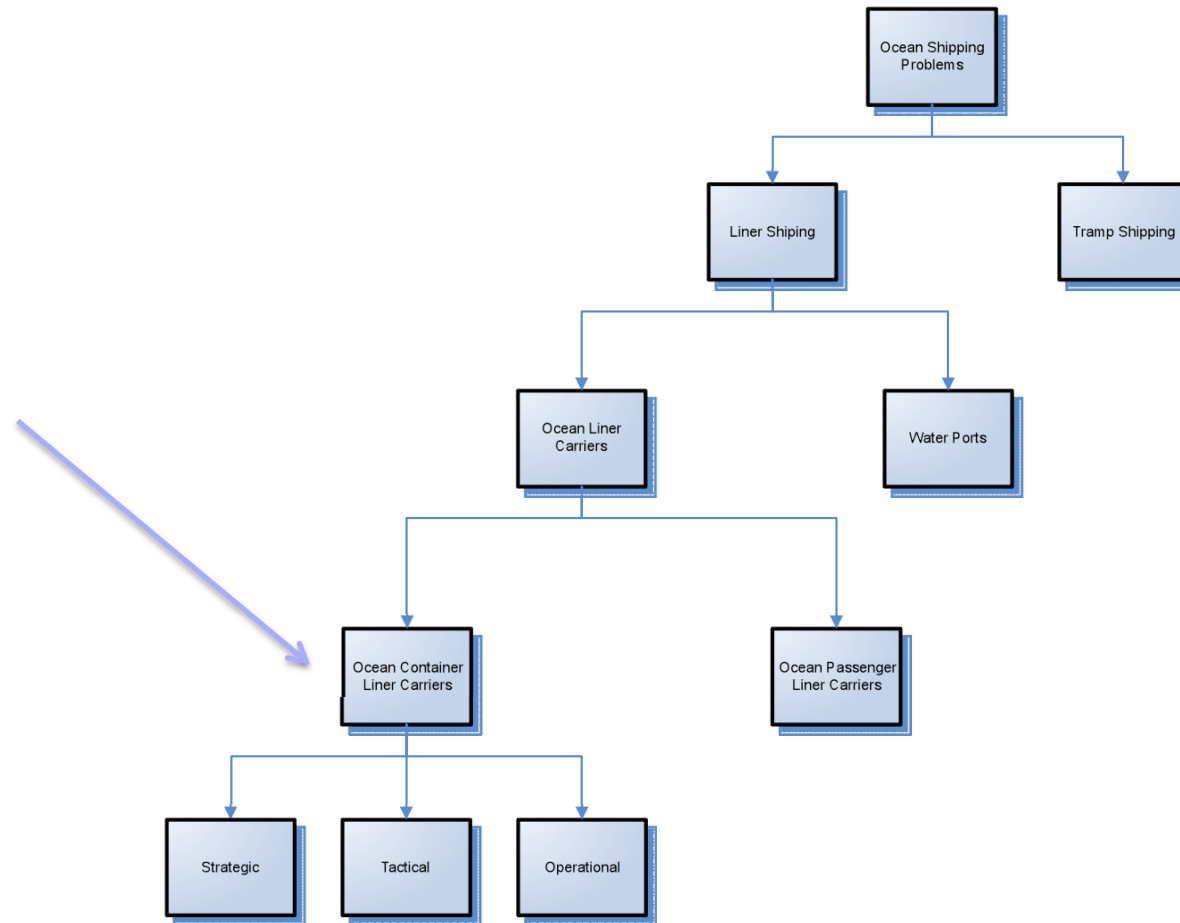 Ocean Shipping
Problems
Liner Shiping
Tramp Shipping
Ocean Liner
Carriers
Water Ports
Ocean Container
Liner Carriers
Ocean Passenger
Liner Carriers
Strategic
Tactical
Operational